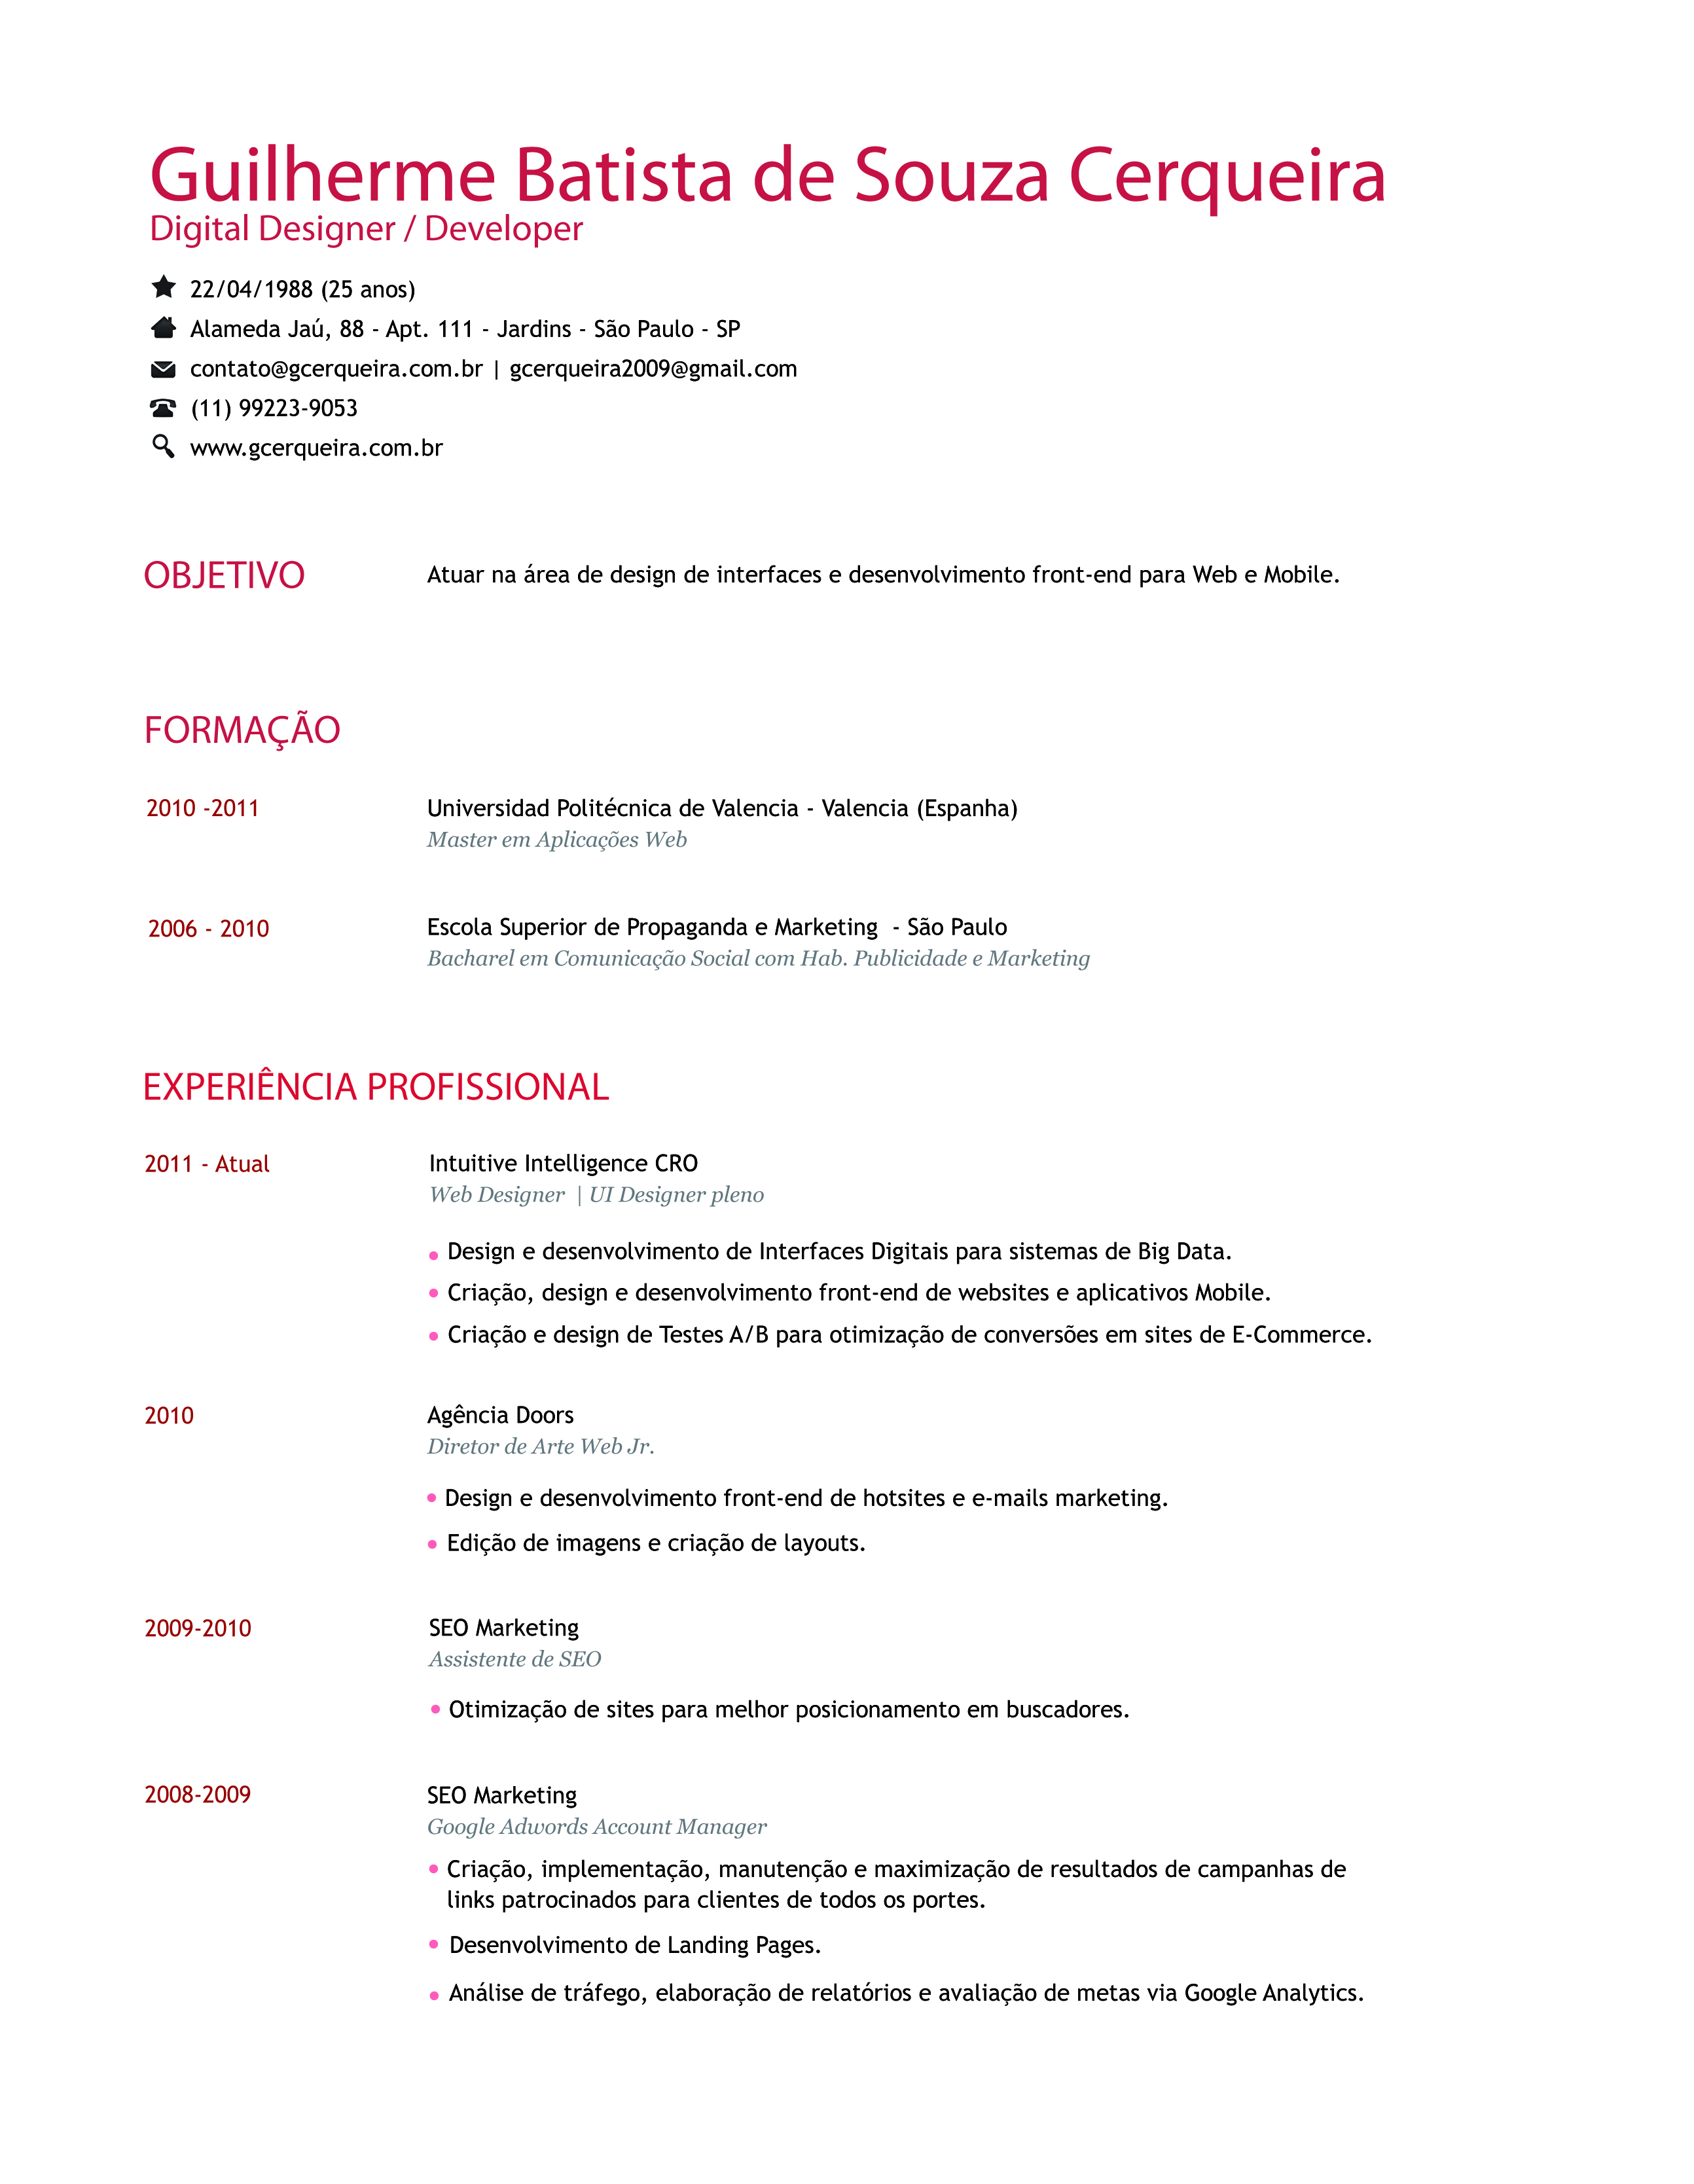 Guilherme Batista de Souza Cerqueira
Digital Designer / Developer
22/04/1988 (25 anos)
Alameda Jaú, 88 - Apt. 111 - Jardins - São Paulo - SP
contato@gcerqueira.com.br | gcerqueira2009@gmail.com
(11) 99223-9053
www.gcerqueira.com.br
OBJETIVO Atuar na área de design de interfaces e desenvolvimento front-end para Web e Mobile.
FORMAÇÃO
2010 -2011 Universidad Politécnica de Valencia - Valencia (Espanha)
Master em Aplicações Web
2006 - 2010 Escola Superior de Propaganda e Marketing - São Paulo
Bacharel em Comunicação Social com Hab. Publicidade e Marketing
EXPERIÊNCIA PROFISSIONAL
2011 - Atual Intuitive Intelligence CRO
Web Designer | UI Designer pleno
• Design e desenvolvimento de Interfaces Digitais para sistemas de Big Data.
• Criação, design e desenvolvimento front-end de websites e aplicativos Mobile.
• Criação e design de Testes A/B para otimização de conversões em sites de E-Commerce.
2010 Agência Doors
Diretor de Arte Web Jr.
• Design e desenvolvimento front-end de hotsites e e-mails marketing.
• Edição de imagens e criação de layouts.
2009-2010 SEO Marketing
Assistente de SEO
• Otimização de sites para melhor posicionamento em buscadores.
2008-2009 SEO Marketing
Google Adwords Account Manager
• Criação, implementação, manutenção e maximização de resultados de campanhas de
links patrocinados para clientes de todos os portes.
• Desenvolvimento de Landing Pages.
• Análise de tráfego, elaboração de relatórios e avaliação de metas via Google Analytics.